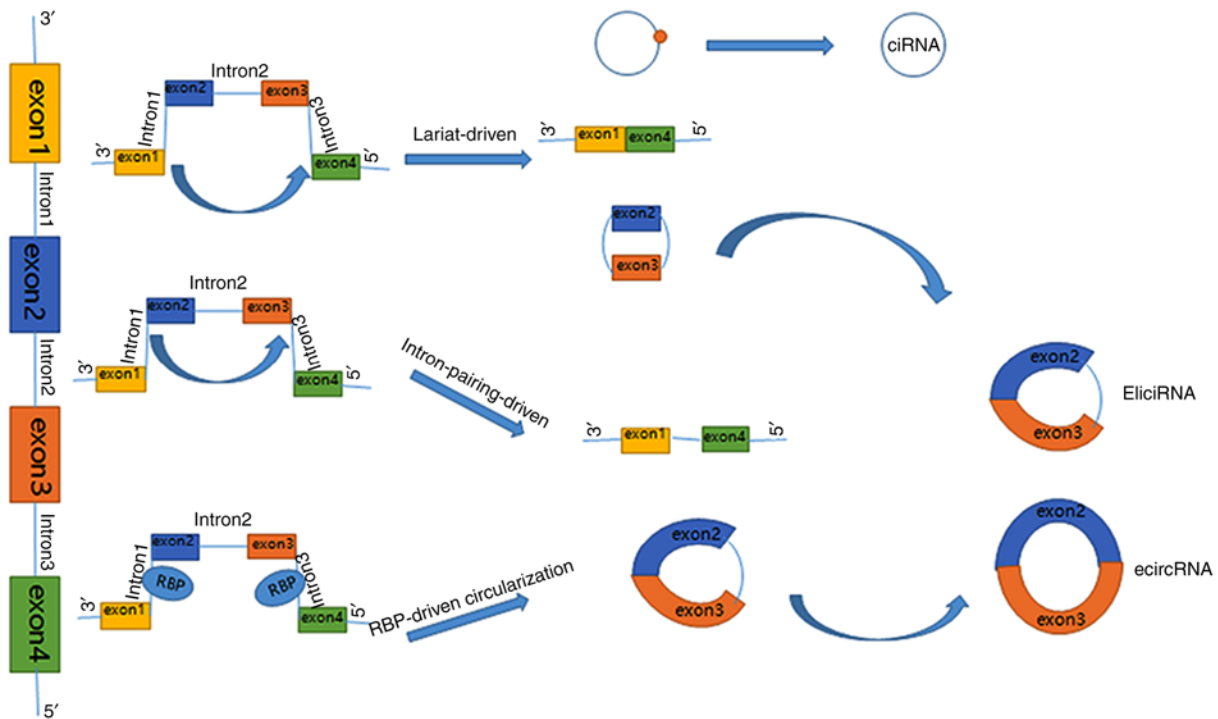 3′
exon1
Intron1
exon2
Intron2
exon3
Intron3
exon4
5′
Intron2
exon2
exon3
Intron1
Intron3
3′
exon1
exon4
5′
Lariat-driven
ciRNA
3′
exon1
exon4
5′
exon2
exon3
Intron2
exon2
exon3
Intron1
Intron3
3′
exon1
exon4
5′
Intron-pairing-driven
3′
exon1
exon4
5′
exon2
exon3
EliciRNA
Intron2
exon2
exon3
Intron1
Intron3
RBP
RBP
3′
exon1
exon4
5′
RBP-driven circularization
exon2
exon3
exon2
exon3
ecircRNA